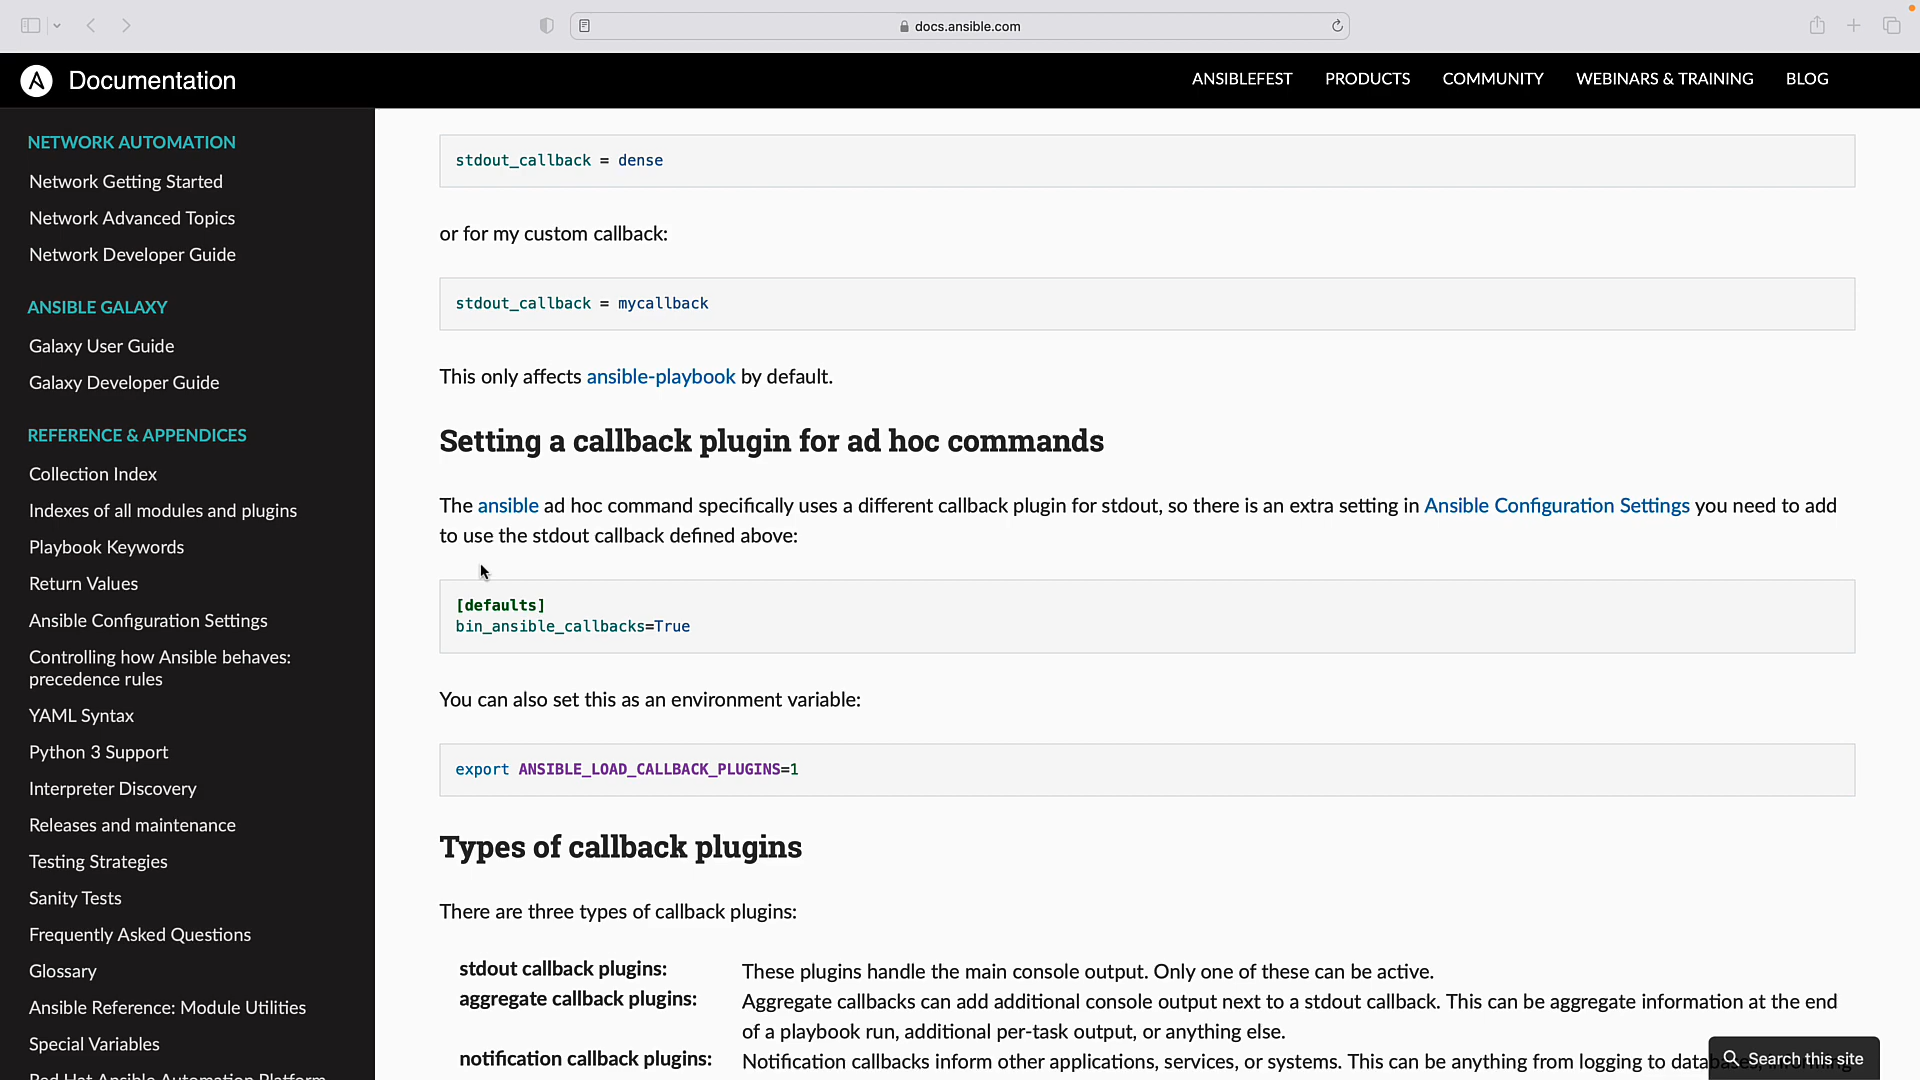 docs.ansible.com
Documentation
ANSIBLEFEST
PRODUCTS
COMMUNITY
WEBINARS & TRAINING
BLOG
NETWORK AUTOMATION
Network Getting Started
Network Advanced Topics
Network Developer Guide
ANSIBLE GALAXY
Galaxy User Guide
Galaxy Developer Guide
REFERENCE & APPENDICES
Collection Index
Indexes of all modules and plugins
Playbook Keywords
Return Values
Ansible Configuration Settings
Controlling how Ansible behaves:
precedence rules
YAML Syntax
Python 3 Support
Interpreter Discovery
Releases and maintenance
Testing Strategies
Sanity Tests
Frequently Asked Questions
Glossary
Ansible Reference: Module Utilities
Special Variables
Red Hat Ansible Automation Platform
stdout_callback = dense
or for my custom callback:
stdout_callback = mycallback
This only affects ansible-playbook by default.
Setting a callback plugin for ad hoc commands
The ansible ad hoc command specifically uses a different callback plugin for stdout, so there is an extra setting in Ansible Configuration Settings you need to add
to use the stdout callback defined above:
[defaults]
bin_ansible_callbacks=True
You can also set this as an environment variable:
export ANSIBLE_LOAD_CALLBACK_PLUGINS=1
Types of callback plugins
There are three types of callback plugins:
stdout callback plugins: These plugins handle the main console output. Only one of these can be active.
aggregate callback plugins: Aggregate callbacks can add additional console output next to a stdout callback. This can be aggregate information at the end
of a playbook run, additional per-task output, or anything else.
notification callback plugins: Notification callbacks inform other applications, services, or systems. This can be anything from logging to databases, informing
Search this site